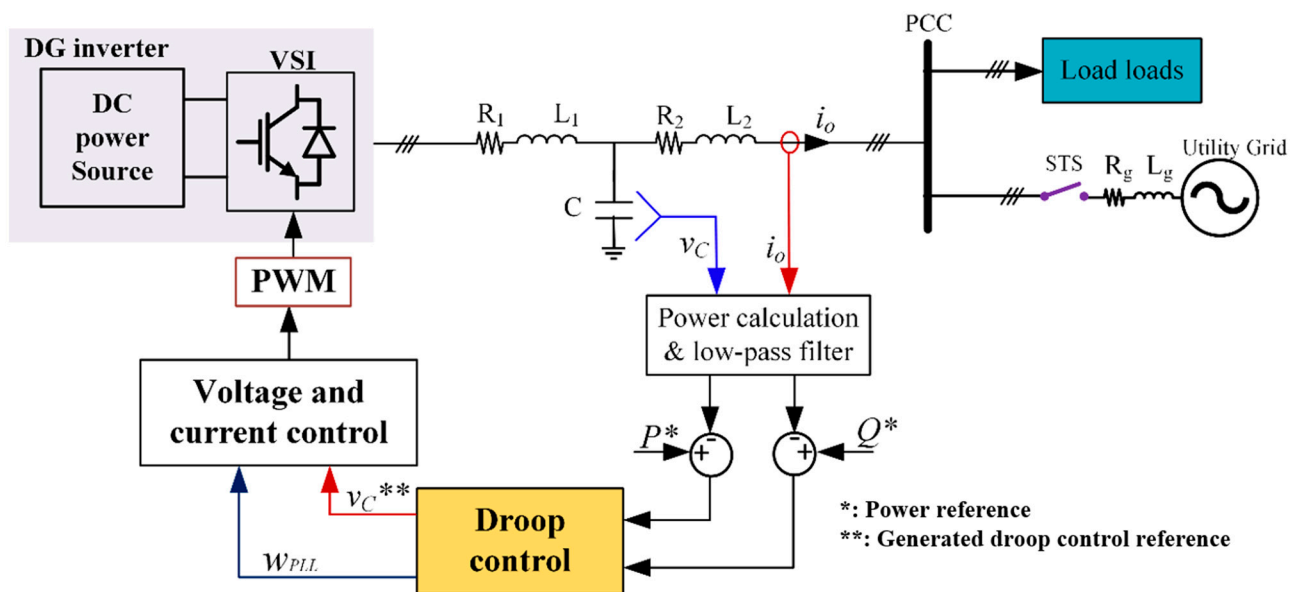 DG inverter
VSI
DC
power
Source
PWM
Voltage and
current control
R1
L1
C
R2
L2
io
vC
io
Power calculation
& low-pass filter
P*
-
+
-
+
Q*
Droop
control
vC**
wPLL
PCC
Load loads
STS
Rg
Lg
Utility Grid
*: Power reference
**: Generated droop control reference